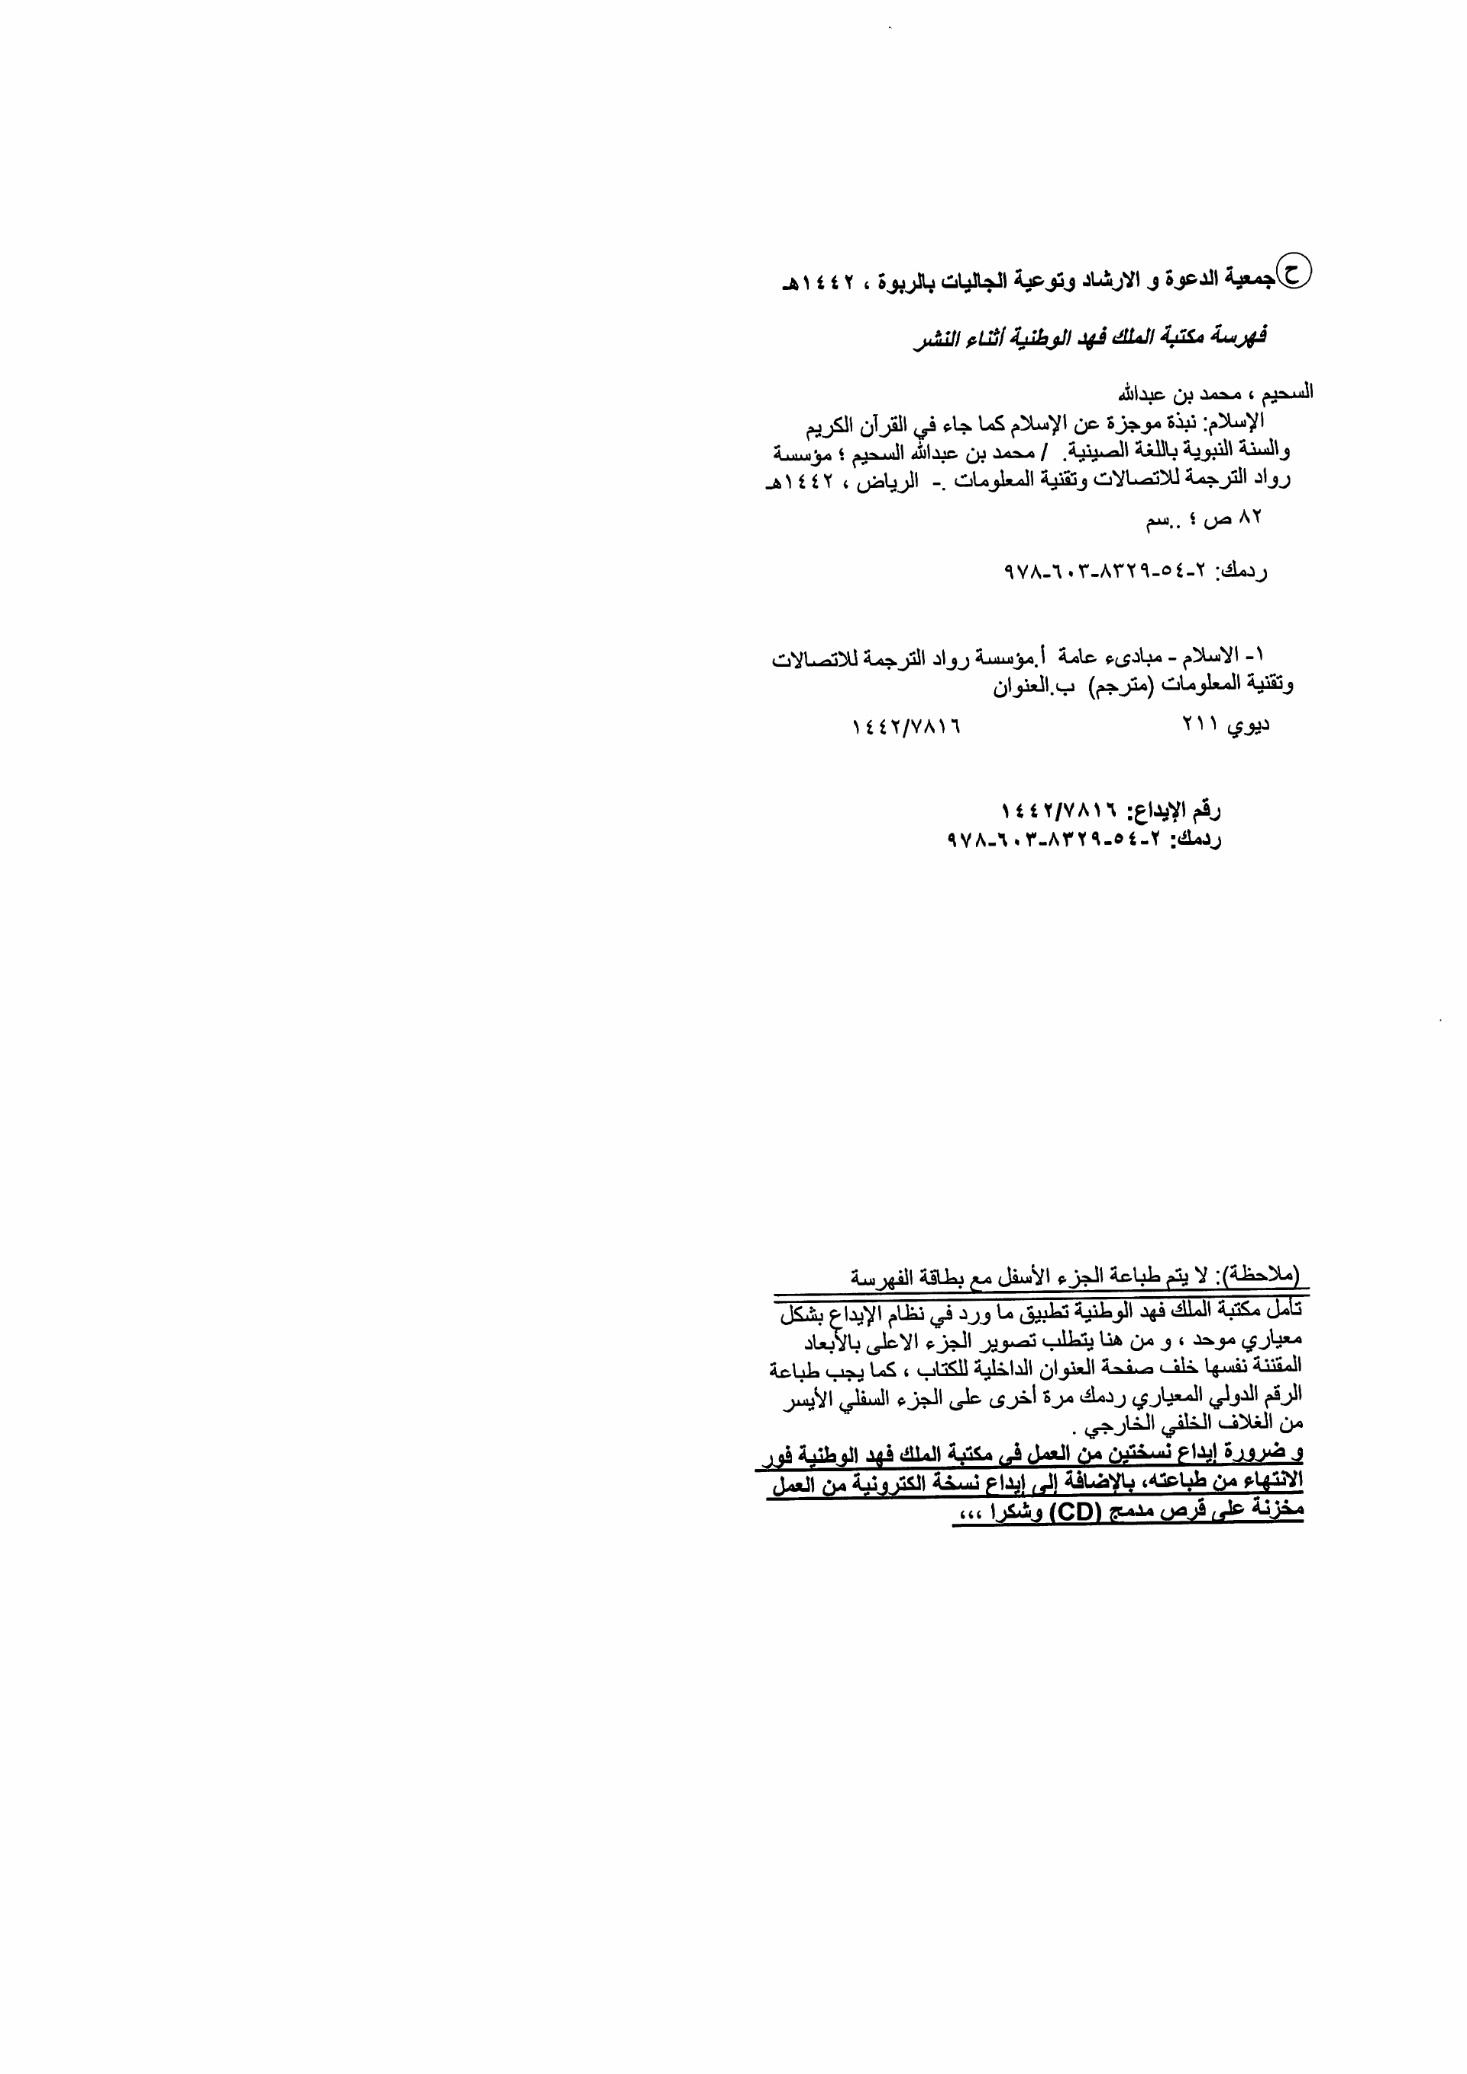 ح جمعية الدعوة و الارشاد وتوعية الجاليات بالربوة ، ١٤٤٢هـ
فهرسة مكتبة الملك فهد الوطنية أثناء النشر
السحيم ، محمد بن عبدالله
الإسلام: نبذة موجزة عن الإسلام كما جاء في القرآن الكريم
والسنة النبوية باللغة الصينية. / محمد بن عبدالله السحيم ؛ مؤسسة
رواد الترجمة للاتصالات وتقنية المعلومات .- الرياض ، ١٤٤٢هـ
٨٢ ص ؛ ..سم
ردمك: ٢-٥٤-٨٣٢٩-٦٠٣-٩٧٨
١- الاسلام - مبادىء عامة أ.مؤسسة رواد الترجمة للاتصالات
وتقنية المعلومات (مترجم) ب.العنوان
ديوي ٢١١ ١٤٤٢/٧٨١٦
رقم الإيداع: ١٤٤٢/٧٨١٦
ردمك: ٢-٥٤-٨٣٢٩-٦٠٣-٩٧٨
(ملاحظة): لا يتم طباعة الجزء الأسفل مع بطاقة الفهرسة
تأمل مكتبة الملك فهد الوطنية تطبيق ما ورد في نظام الإيداع بشكل
معياري موحد ، و من هنا يتطلب تصوير الجزء الاعلى بالأبعاد
المقننة نفسها خلف صفحة العنوان الداخلية للكتاب ، كما يجب طباعة
الرقم الدولي المعياري ردمك مرة أخرى على الجزء السفلي الأيسر
من الغلاف الخلفي الخارجي .
و ضرورة إيداع نسختين من العمل في مكتبة الملك فهد الوطنية فور
الانتهاء من طباعته، بالإضافة إلى إيداع نسخة الكترونية من العمل
مخزنة على قرص مدمج (CD) وشكرا ،،،